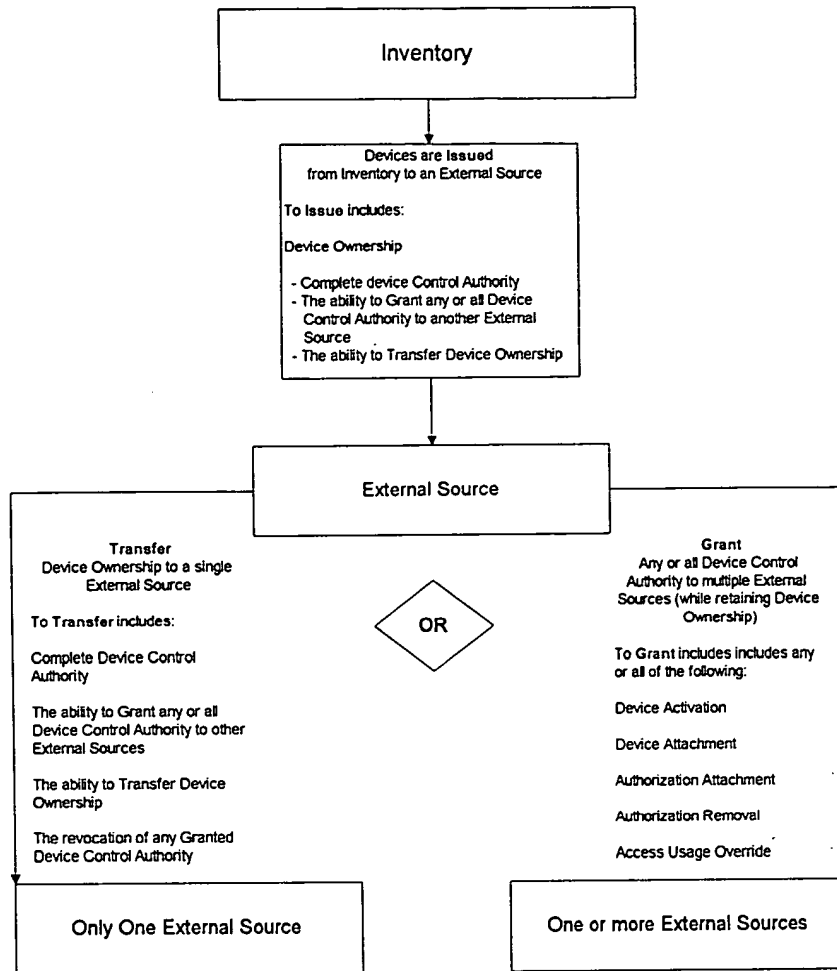 Inventory
Devices are Issued
from Inventory to an External Source
To Issue includes:
Device Ownership
- Complete device Control Authority
- The ability to Grant any or all Device
Control Authority to another External
Source
- The ability to Transfer Device Ownership
External Source
Transfer
Device Ownership to a single
External Source
To Transfer includes:
Complete Device Control
Authority
The ability to Grant any or all
Device Control Authority to other
External Sources
The ability to Transfer Device
Ownership
The revocation of any Granted
Device Control Authority
Only One External Source
OR
Grant
Any or all Device Control
Authority to multiple External
Sources (while retaining Device
Ownership)
To Grant includes includes any
or all of the following:
Device Activation
Device Attachment
Authorization Attachment
Authorization Removal
Access Usage Override
One or more External Sources